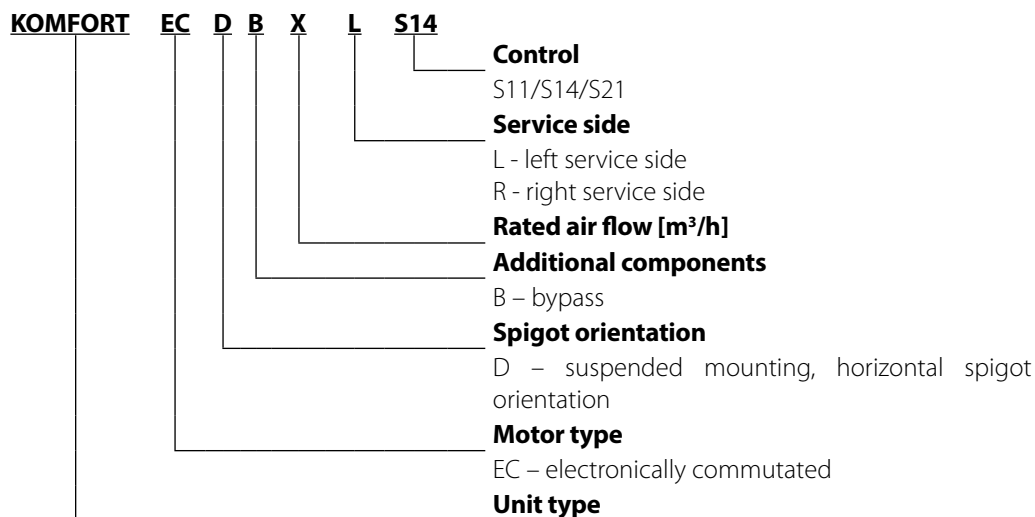 KOMFORT EC D B X L S14
Control
S11/S14/S21
Service side
L - left service side
R - right service side
Rated air flow [m³/h]
Additional components
B – bypass
Spigot orientation
D – suspended mounting, horizontal spigot
orientation
Motor type
EC – electronically commutated
Unit type